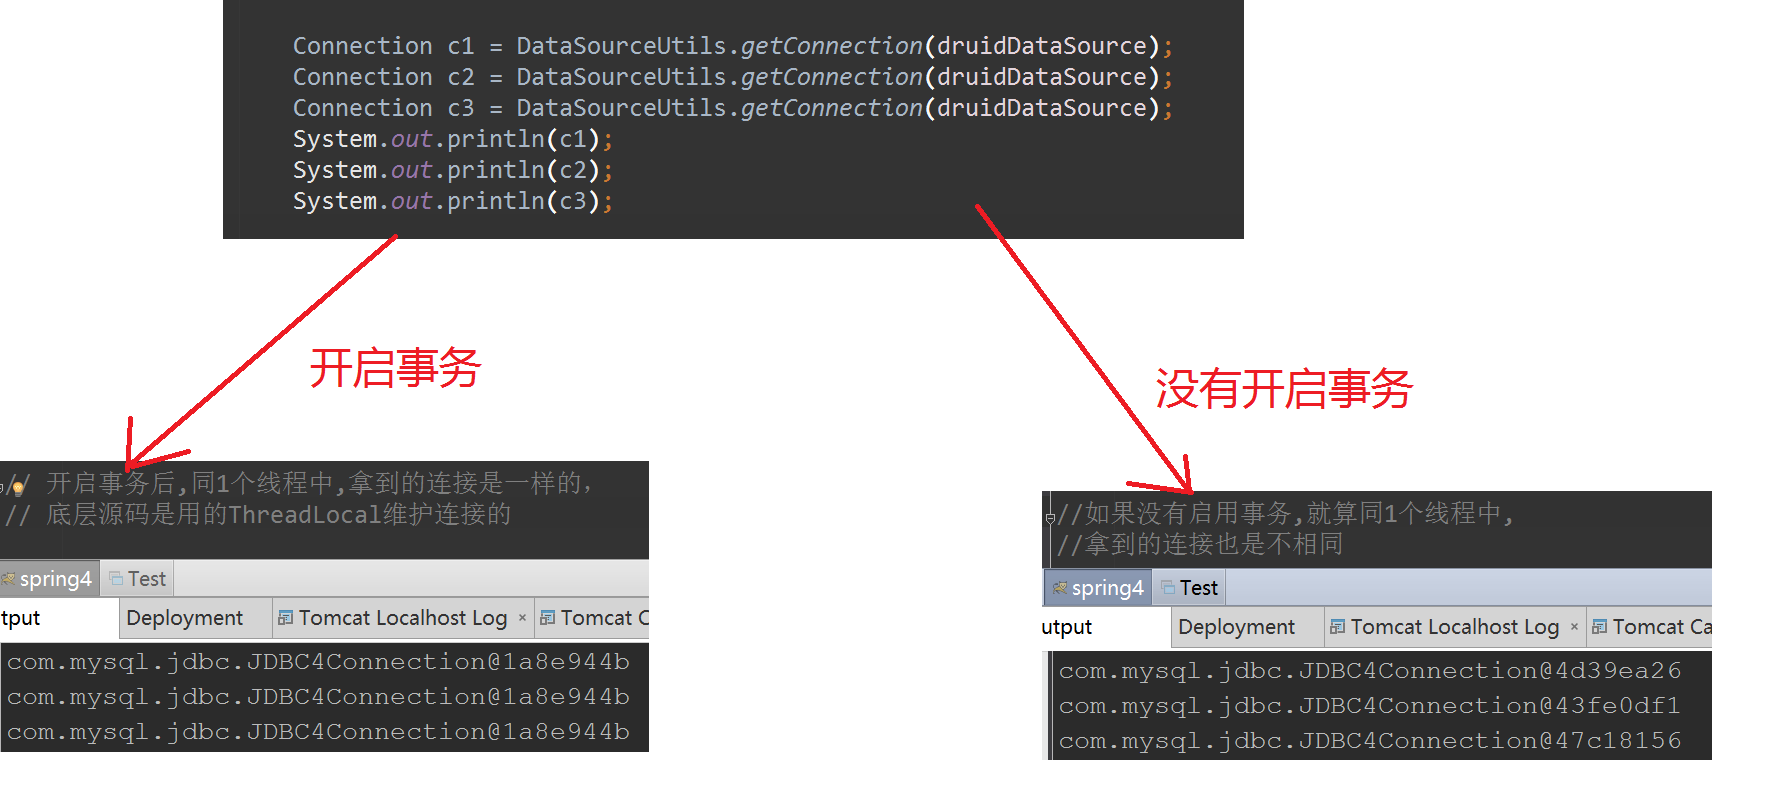 Connection c1 = DataSourceUtils.getConnection(druidDataSource);
Connection c2 = DataSourceUtils.getConnection(druidDataSource);
Connection c3 = DataSourceUtils.getConnection(druidDataSource);
System.out.println(c1);
System.out.println(c2);
System.out.println(c3);
开启事务
没有开启事务
// 开启事务后,同1个线程中,拿到的连接是一样的,
// 底层源码是用的ThreadLocal维护连接的
spring4 Test
tput Deployment Tomcat Localhost Log × Tomcat C
com.mysql.jdbc.JDBC4Connection@1a8e944b
com.mysql.jdbc.JDBC4Connection@1a8e944b
com.mysql.jdbc.JDBC4Connection@1a8e944b
//如果没有启用事务,就算同1个线程中,
//拿到的连接也是不相同
spring4 Test
utput Deployment Tomcat Localhost Log × Tomcat Ca
com.mysql.jdbc.JDBC4Connection@4d39ea26
com.mysql.jdbc.JDBC4Connection@43fe0df1
com.mysql.jdbc.JDBC4Connection@47c18156